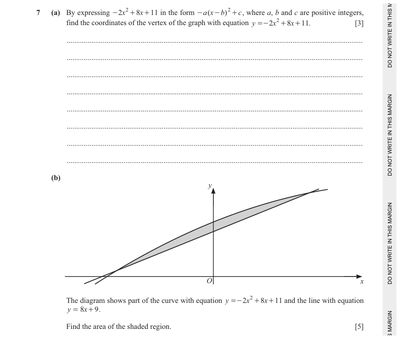 7 (a) By expressing −2x² + 8x + 11 in the form −a(x − b)² + c, where a, b and c are positive integers,
find the coordinates of the vertex of the graph with equation y = −2x² + 8x + 11. [3]
(b)
y
O
x
The diagram shows part of the curve with equation y = −2x² + 8x + 11 and the line with equation
y = 8x + 9.
Find the area of the shaded region. [5]
DO NOT WRITE IN THIS M
DO NOT WRITE IN THIS MARGIN
DO NOT WRITE IN THIS MARGIN
S MARGIN